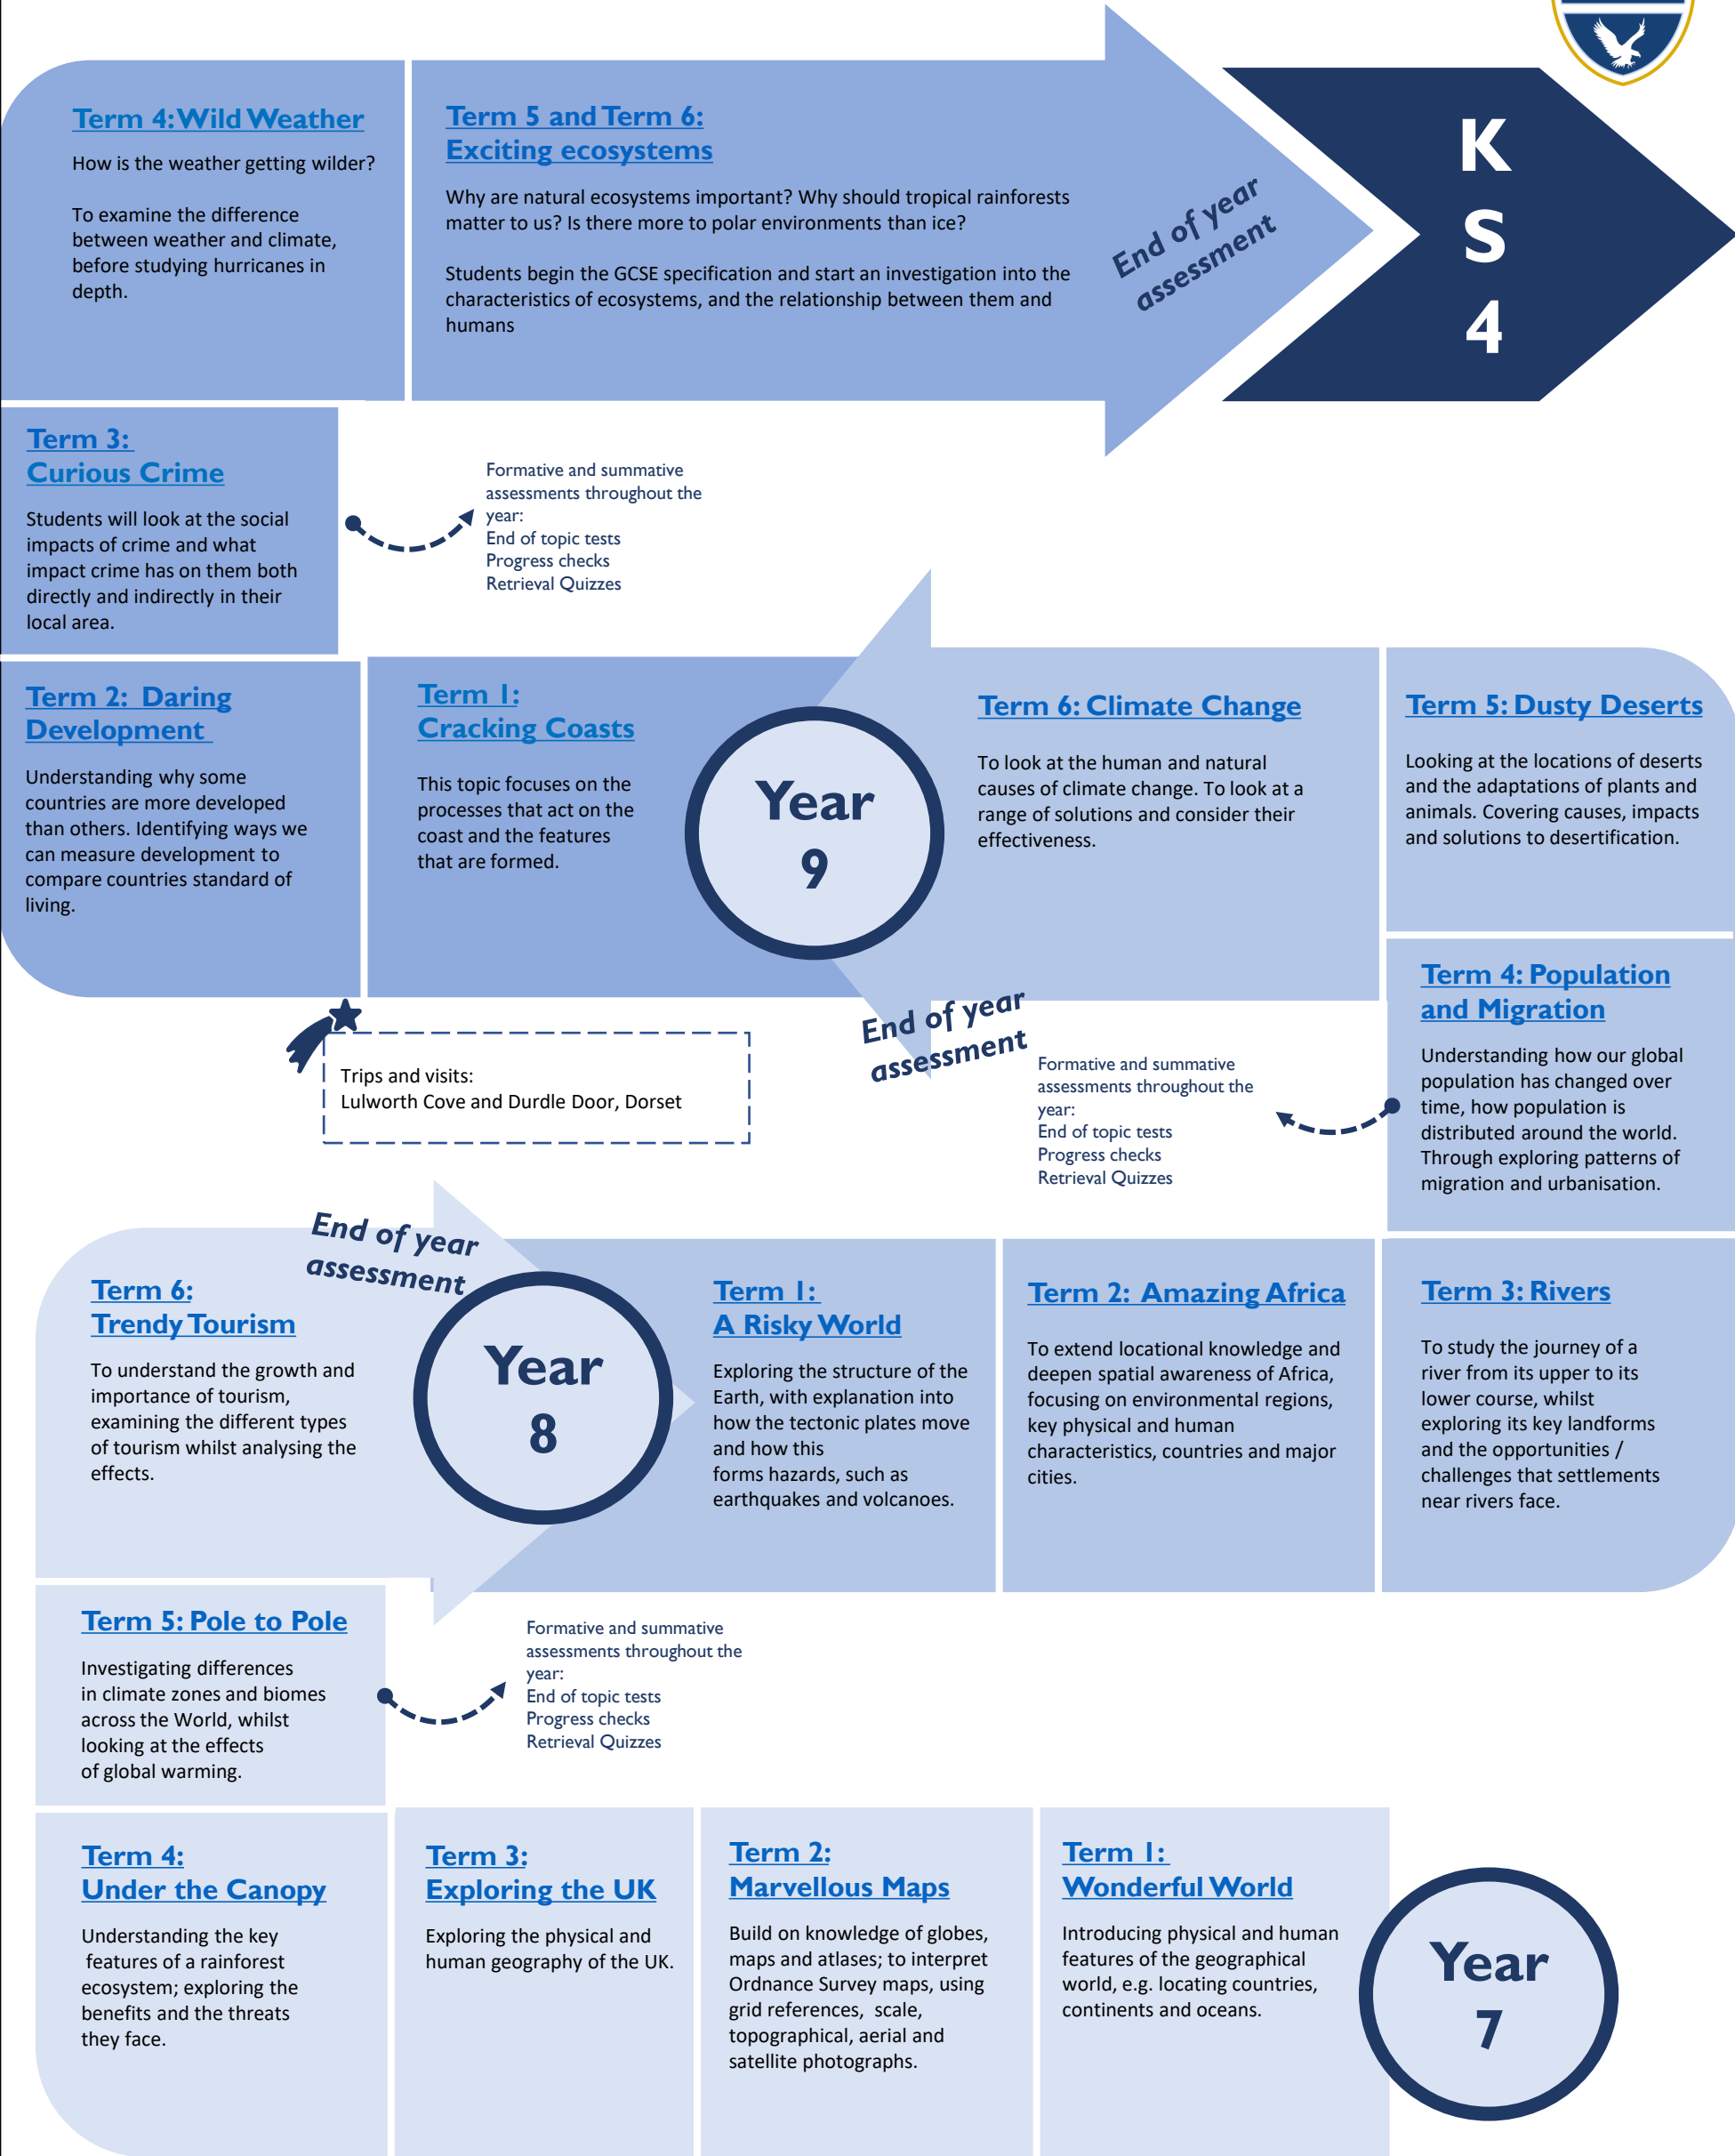 Term 4: Wild Weather
How is the weather getting wilder?
To examine the difference
between weather and climate,
before studying hurricanes in
depth.
Term 5 and Term 6:
Exciting ecosystems
Why are natural ecosystems important? Why should tropical rainforests
matter to us? Is there more to polar environments than ice?
Students begin the GCSE specification and start an investigation into the
characteristics of ecosystems, and the relationship between them and
humans
End of year
assessment
K
S
4
Term 3:
Curious Crime
Students will look at the social
impacts of crime and what
impact crime has on them both
directly and indirectly in their
local area.
Formative and summative
assessments throughout the
year:
End of topic tests
Progress checks
Retrieval Quizzes
Term 2: Daring
Development
Understanding why some
countries are more developed
than others. Identifying ways we
can measure development to
compare countries standard of
living.
Term 1:
Cracking Coasts
This topic focuses on the
processes that act on the
coast and the features
that are formed.
Year
9
Term 6: Climate Change
To look at the human and natural
causes of climate change. To look at a
range of solutions and consider their
effectiveness.
Term 5: Dusty Deserts
Looking at the locations of deserts
and the adaptations of plants and
animals. Covering causes, impacts
and solutions to desertification.
Term 4: Population
and Migration
Understanding how our global
population has changed over
time, how population is
distributed around the world.
Through exploring patterns of
migration and urbanisation.
End of year
assessment
Formative and summative
assessments throughout the
year:
End of topic tests
Progress checks
Retrieval Quizzes
Trips and visits:
Lulworth Cove and Durdle Door, Dorset
End of year
assessment
Term 6:
Trendy Tourism
To understand the growth and
importance of tourism,
examining the different types
of tourism whilst analysing the
effects.
Year
8
Term 1:
A Risky World
Exploring the structure of the
Earth, with explanation into
how the tectonic plates move
and how this
forms hazards, such as
earthquakes and volcanoes.
Term 2: Amazing Africa
To extend locational knowledge and
deepen spatial awareness of Africa,
focusing on environmental regions,
key physical and human
characteristics, countries and major
cities.
Term 3: Rivers
To study the journey of a
river from its upper to its
lower course, whilst
exploring its key landforms
and the opportunities /
challenges that settlements
near rivers face.
Term 5: Pole to Pole
Investigating differences
in climate zones and biomes
across the World, whilst
looking at the effects
of global warming.
Formative and summative
assessments throughout the
year:
End of topic tests
Progress checks
Retrieval Quizzes
Term 4:
Under the Canopy
Understanding the key
features of a rainforest
ecosystem; exploring the
benefits and the threats
they face.
Term 3:
Exploring the UK
Exploring the physical and
human geography of the UK.
Term 2:
Marvellous Maps
Build on knowledge of globes,
maps and atlases; to interpret
Ordnance Survey maps, using
grid references, scale,
topographical, aerial and
satellite photographs.
Term 1:
Wonderful World
Introducing physical and human
features of the geographical
world, e.g. locating countries,
continents and oceans.
Year
7